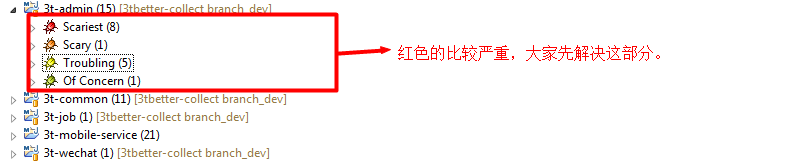 3t-admin (15) [3tbetter-collect branch_dev]
Scariest (8)
Scary (1)
Troubling (5)
Of Concern (1)
红色的比较严重，大家先解决这部分。
3t-common (11) [3tbetter-collect branch_dev]
3t-job (1) [3tbetter-collect branch_dev]
3t-mobile-service (21)
3t-wechat (1) [3tbetter-collect branch_dev]